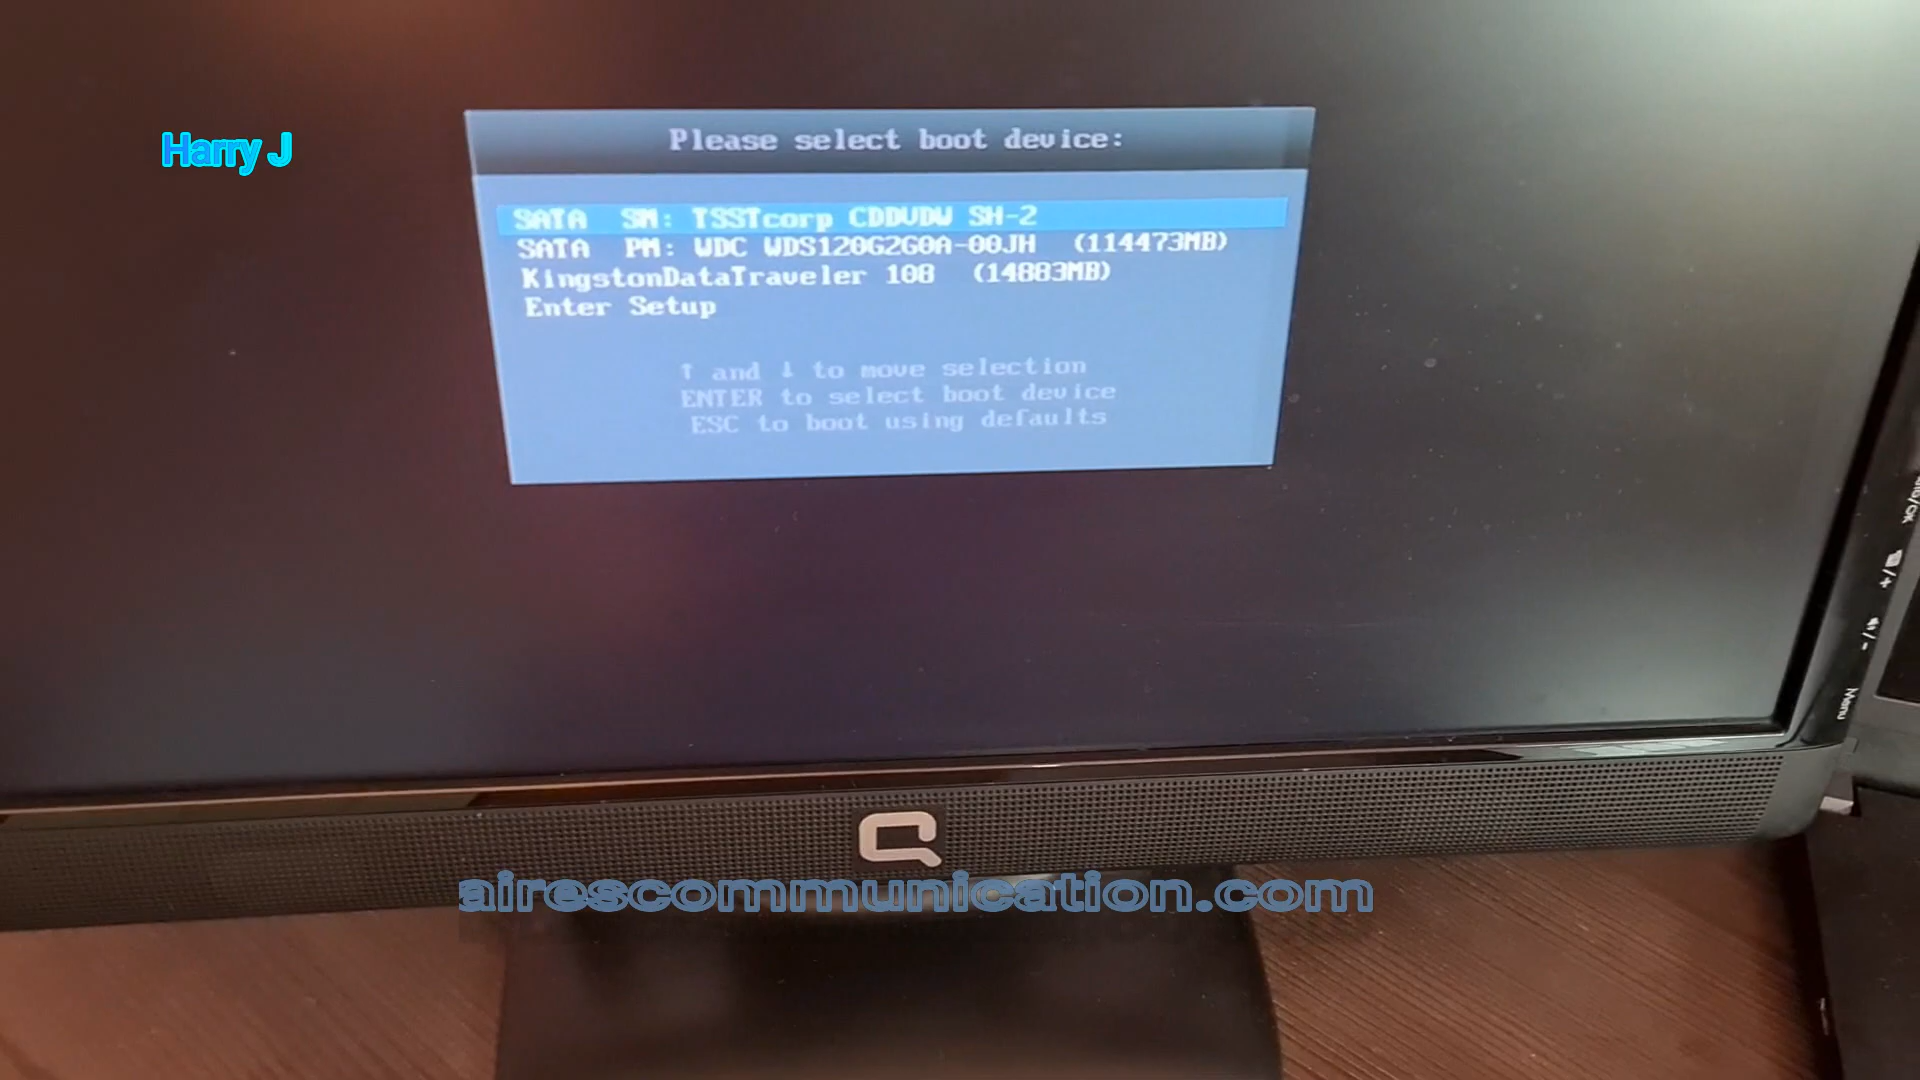 Harry J
Please select boot device:
SATA SM: TSSTcorp CDDVDW SH-2
SATA PM: WDC WDS120G2G0A-00JH (114473MB)
KingstonDataTraveler 108 (14883MB)
Enter Setup
↑ and ↓ to move selection
ENTER to select boot device
ESC to boot using defaults
Menu
airescommunication.com